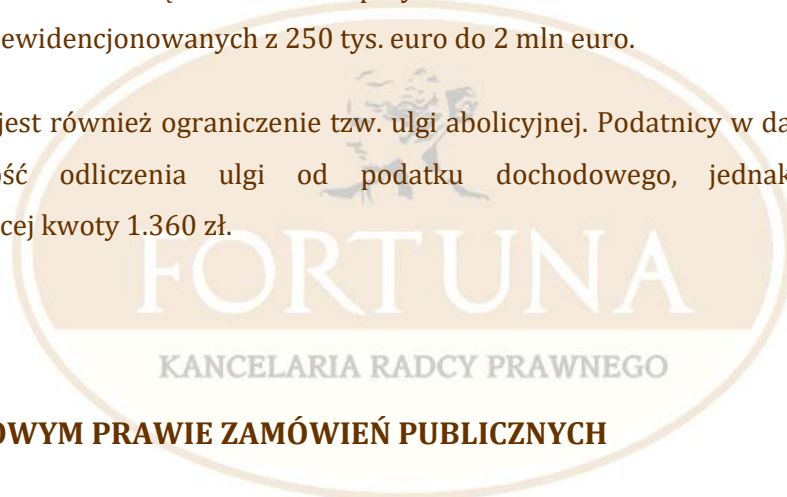 ewidencjonowanych z 250 tys. euro do 2 mln euro.
jest również ograniczenie tzw. ulgi abolicyjnej. Podatnicy w da
ść odliczenia ulgi od podatku dochodowego, jednak
cej kwoty 1.360 zł.
FORTUNA
KANCELARIA RADCY PRAWNEGO
OWYM PRAWIE ZAMÓWIEŃ PUBLICZNYCH